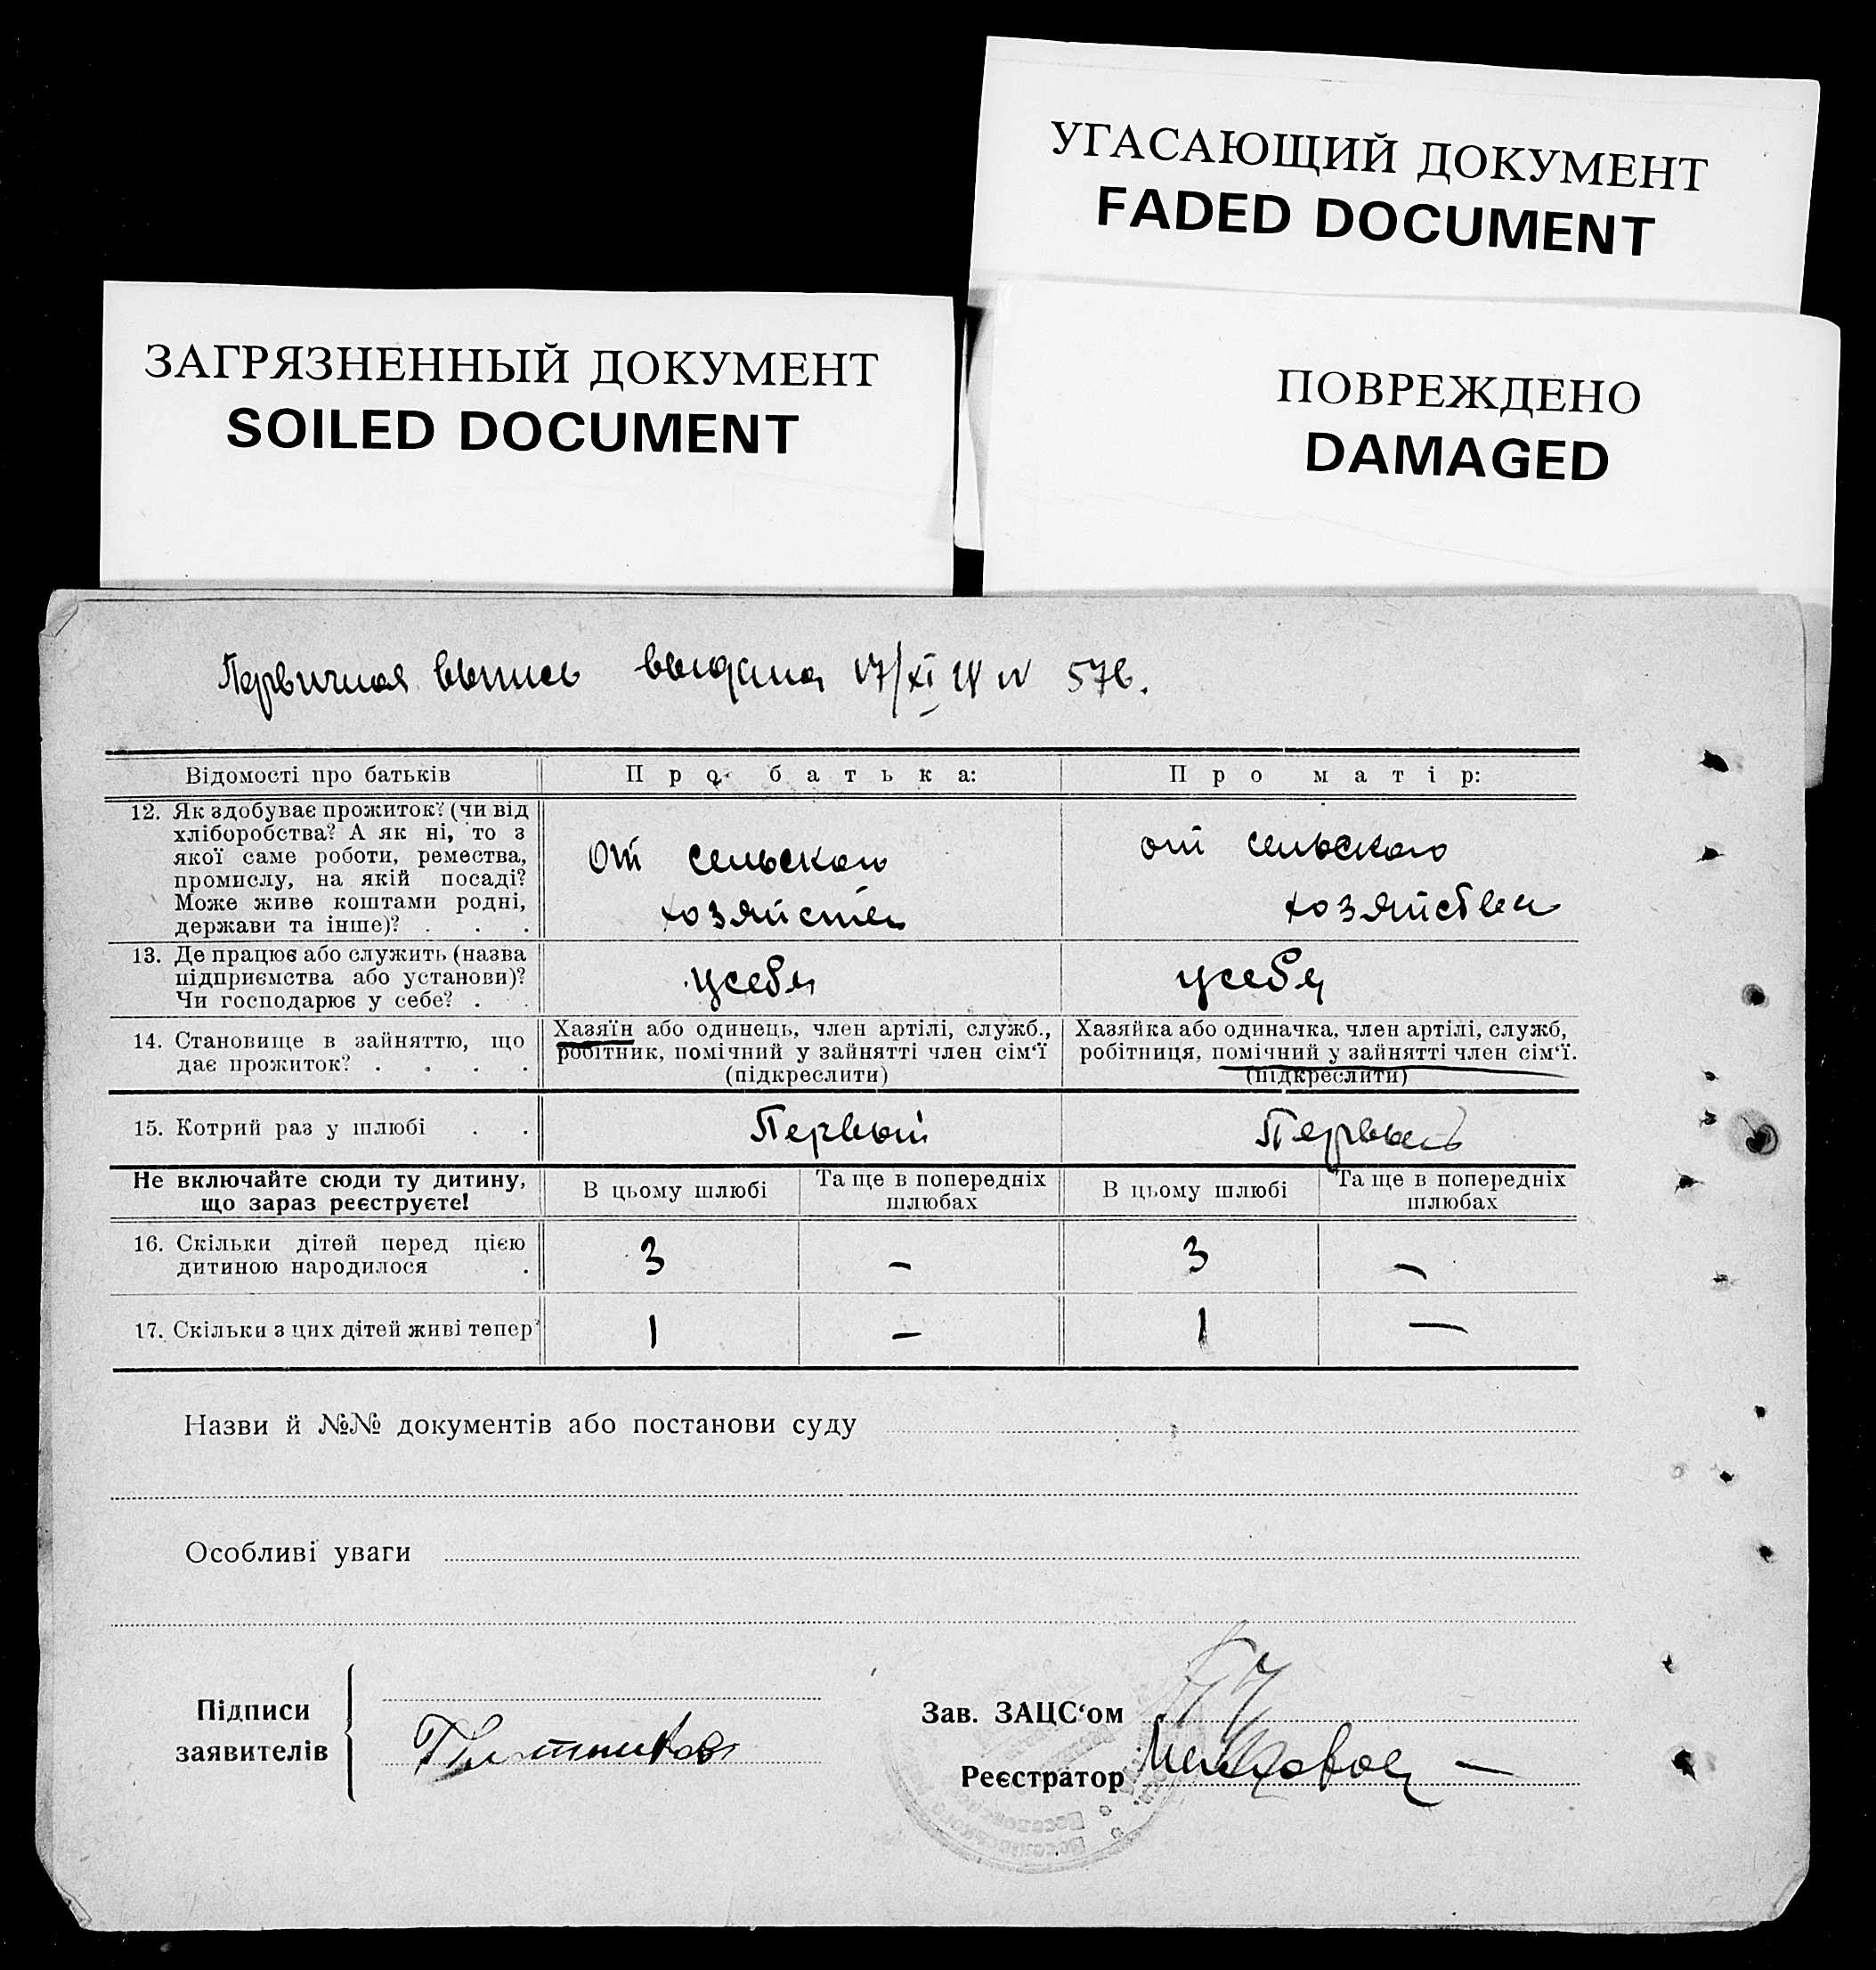 УГАСАЮЩИЙ ДОКУМЕНТ
FADED DOCUMENT
ЗАГРЯЗНЕННЫЙ ДОКУМЕНТ
SOILED DOCUMENT
ПОВРЕЖДЕНО
DAMAGED
Первичная выпись выдана 17/XI 576.
Відомості про батьків
Про батька:
Про матір:
12. Як здобуває прожиток? (чи від
хліборобства? А як ні, то з
якої саме роботи, ремества,
промислу, на якій посаді?
Може живе коштами родні,
держави та інше)? . . .
от сельского
хозяйства
от сельского
хозяйства
13. Де працює або служить (назва
підприємства або установи)?
Чи господарює у себе? . .
у себя
у себя
14. Становище в зайняттю, що
дає прожиток? . . . .
Хазяїн або одинець, член артілі, служб.,
робітник, помічний у зайнятті член сім‘ї
(підкреслити)
Хазяйка або одиначка, член артілі, служб,
робітниця, помічний у зайнятті член сім‘ї.
(підкреслити)
15. Котрий раз у шлюбі . .
Первый
Первый
Не включайте сюди ту дитину,
що зараз реєструєте!
В цьому шлюбі
Та ще в попередніх
шлюбах
В цьому шлюбі
Та ще в попередніх
шлюбах
16. Скільки дітей перед цією
дитиною народилося .
3
–
3
–
17. Скільки з цих дітей живі тепер
1
–
1
–
Назви й №№ документів або постанови суду
Особливі уваги
Підписи
заявителів
Зав. ЗАЦС‘ом
Реєстратор